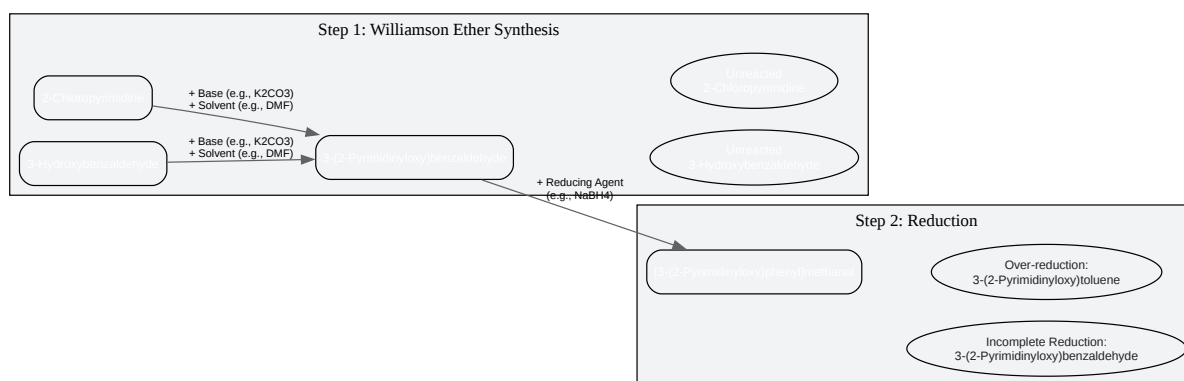 Step 1: Williamson Ether Synthesis
2-Chloropyrimidine
+ Base (e.g., K2CO3)
+ Solvent (e.g., DMF)
Unreacted
2-Chloropyrimidine
3-Hydroxybenzaldehyde
+ Base (e.g., K2CO3)
+ Solvent (e.g., DMF)
3-(2-Pyrimidinyloxy)benzaldehyde
Unreacted
3-Hydroxybenzaldehyde
+ Reducing Agent
(e.g., NaBH4)
Step 2: Reduction
[3-(2-Pyrimidinyloxy)phenyl]methanol
Over-reduction:
3-(2-Pyrimidinyloxy)toluene
Incomplete Reduction:
3-(2-Pyrimidinyloxy)benzaldehyde